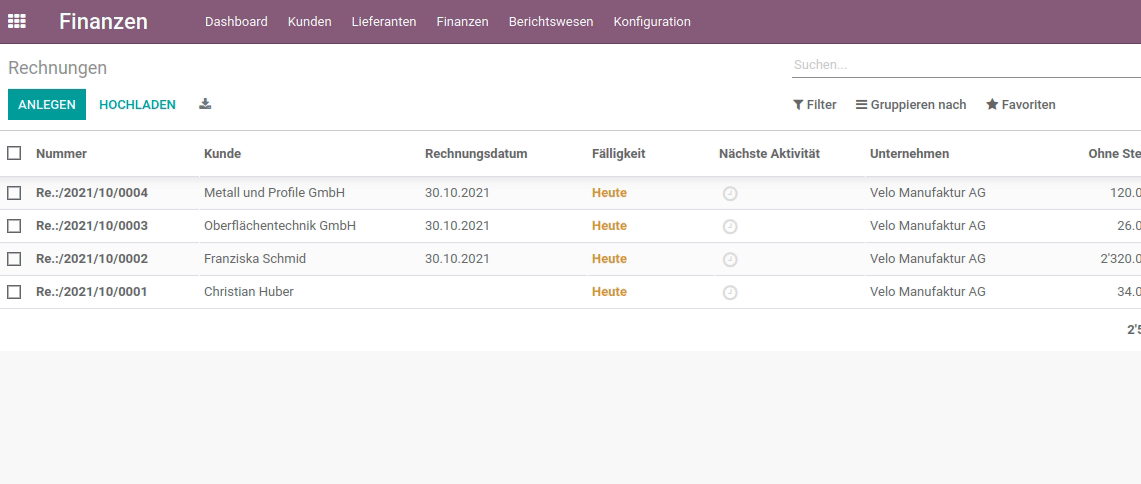 Finanzen Dashboard Kunden Lieferanten Finanzen Berichtswesen Konfiguration
Rechnungen Suchen...
ANLEGEN HOCHLADEN Filter Gruppieren nach Favoriten
Nummer Kunde Rechnungsdatum Fälligkeit Nächste Aktivität Unternehmen Ohne Ste
Re.:/2021/10/0004 Metall und Profile GmbH 30.10.2021 Heute Velo Manufaktur AG 120.0
Re.:/2021/10/0003 Oberflächentechnik GmbH 30.10.2021 Heute Velo Manufaktur AG 26.0
Re.:/2021/10/0002 Franziska Schmid 30.10.2021 Heute Velo Manufaktur AG 2'320.0
Re.:/2021/10/0001 Christian Huber Heute Velo Manufaktur AG 34.0
2'5